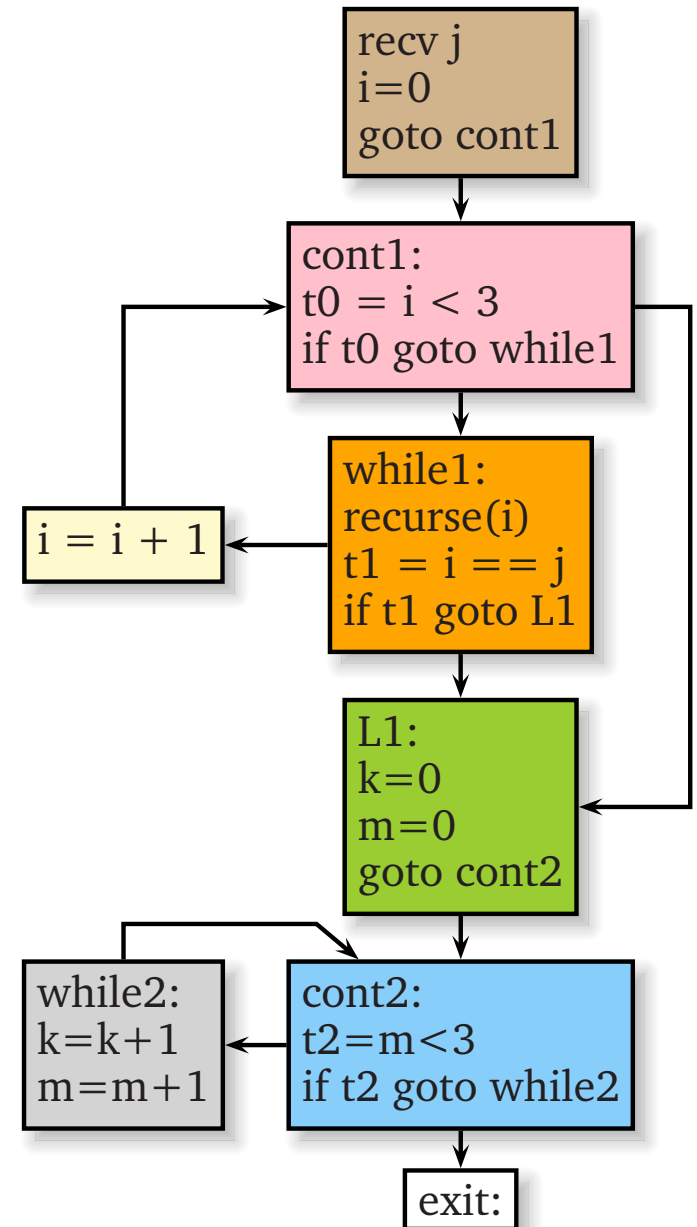 recv j
i=0
goto cont1
cont1:
t0 = i < 3
if t0 goto while1
while1:
recurse(i)
t1 = i == j
if t1 goto L1
i = i + 1
L1:
k=0
m=0
goto cont2
while2:
k=k+1
m=m+1
cont2:
t2=m<3
if t2 goto while2
exit: